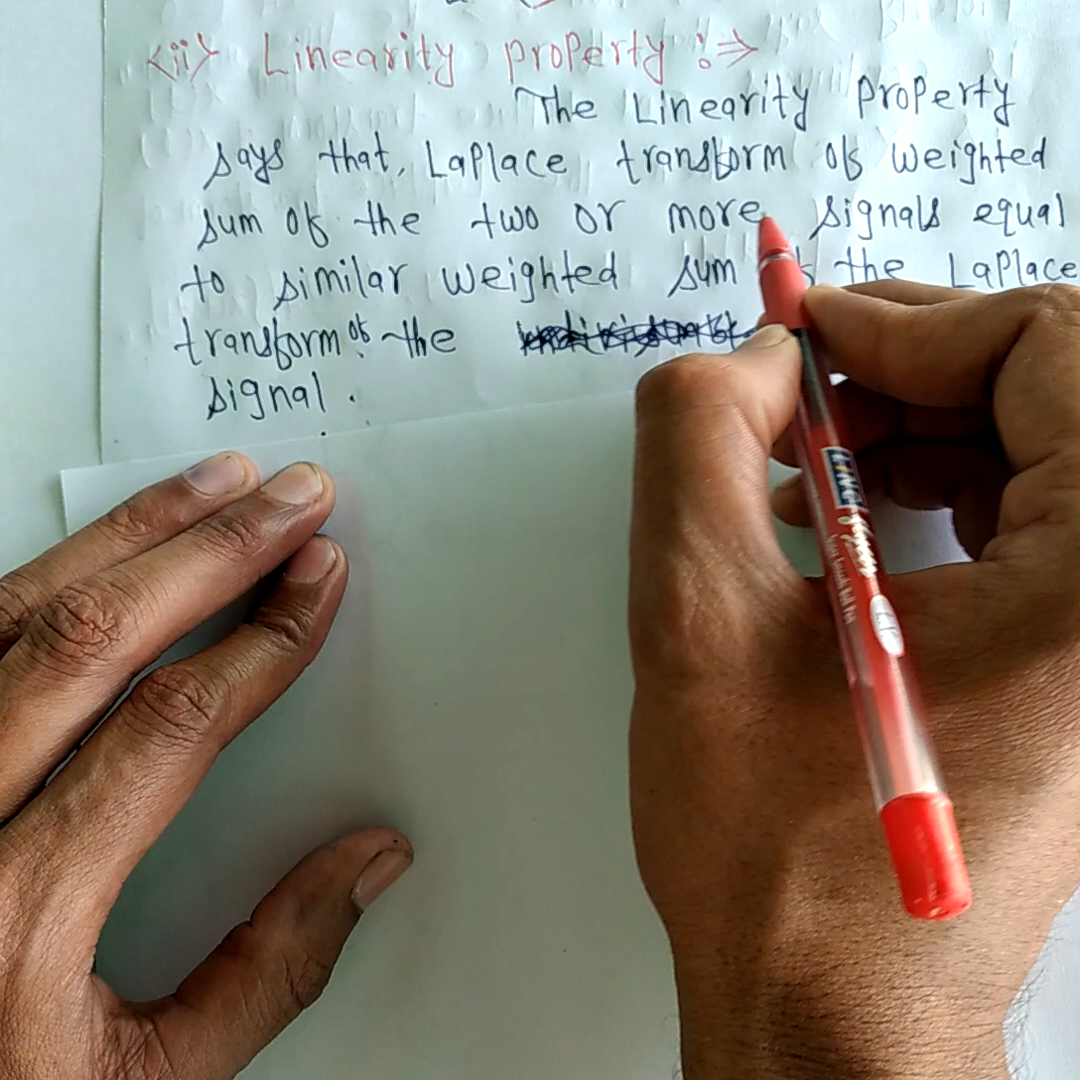 <ii> Linearity property :⇒
The Linearity Property
says that, Laplace transform of weighted
sum of the two or more signals equal
to similar weighted sum the Laplace
transform of the
signal.